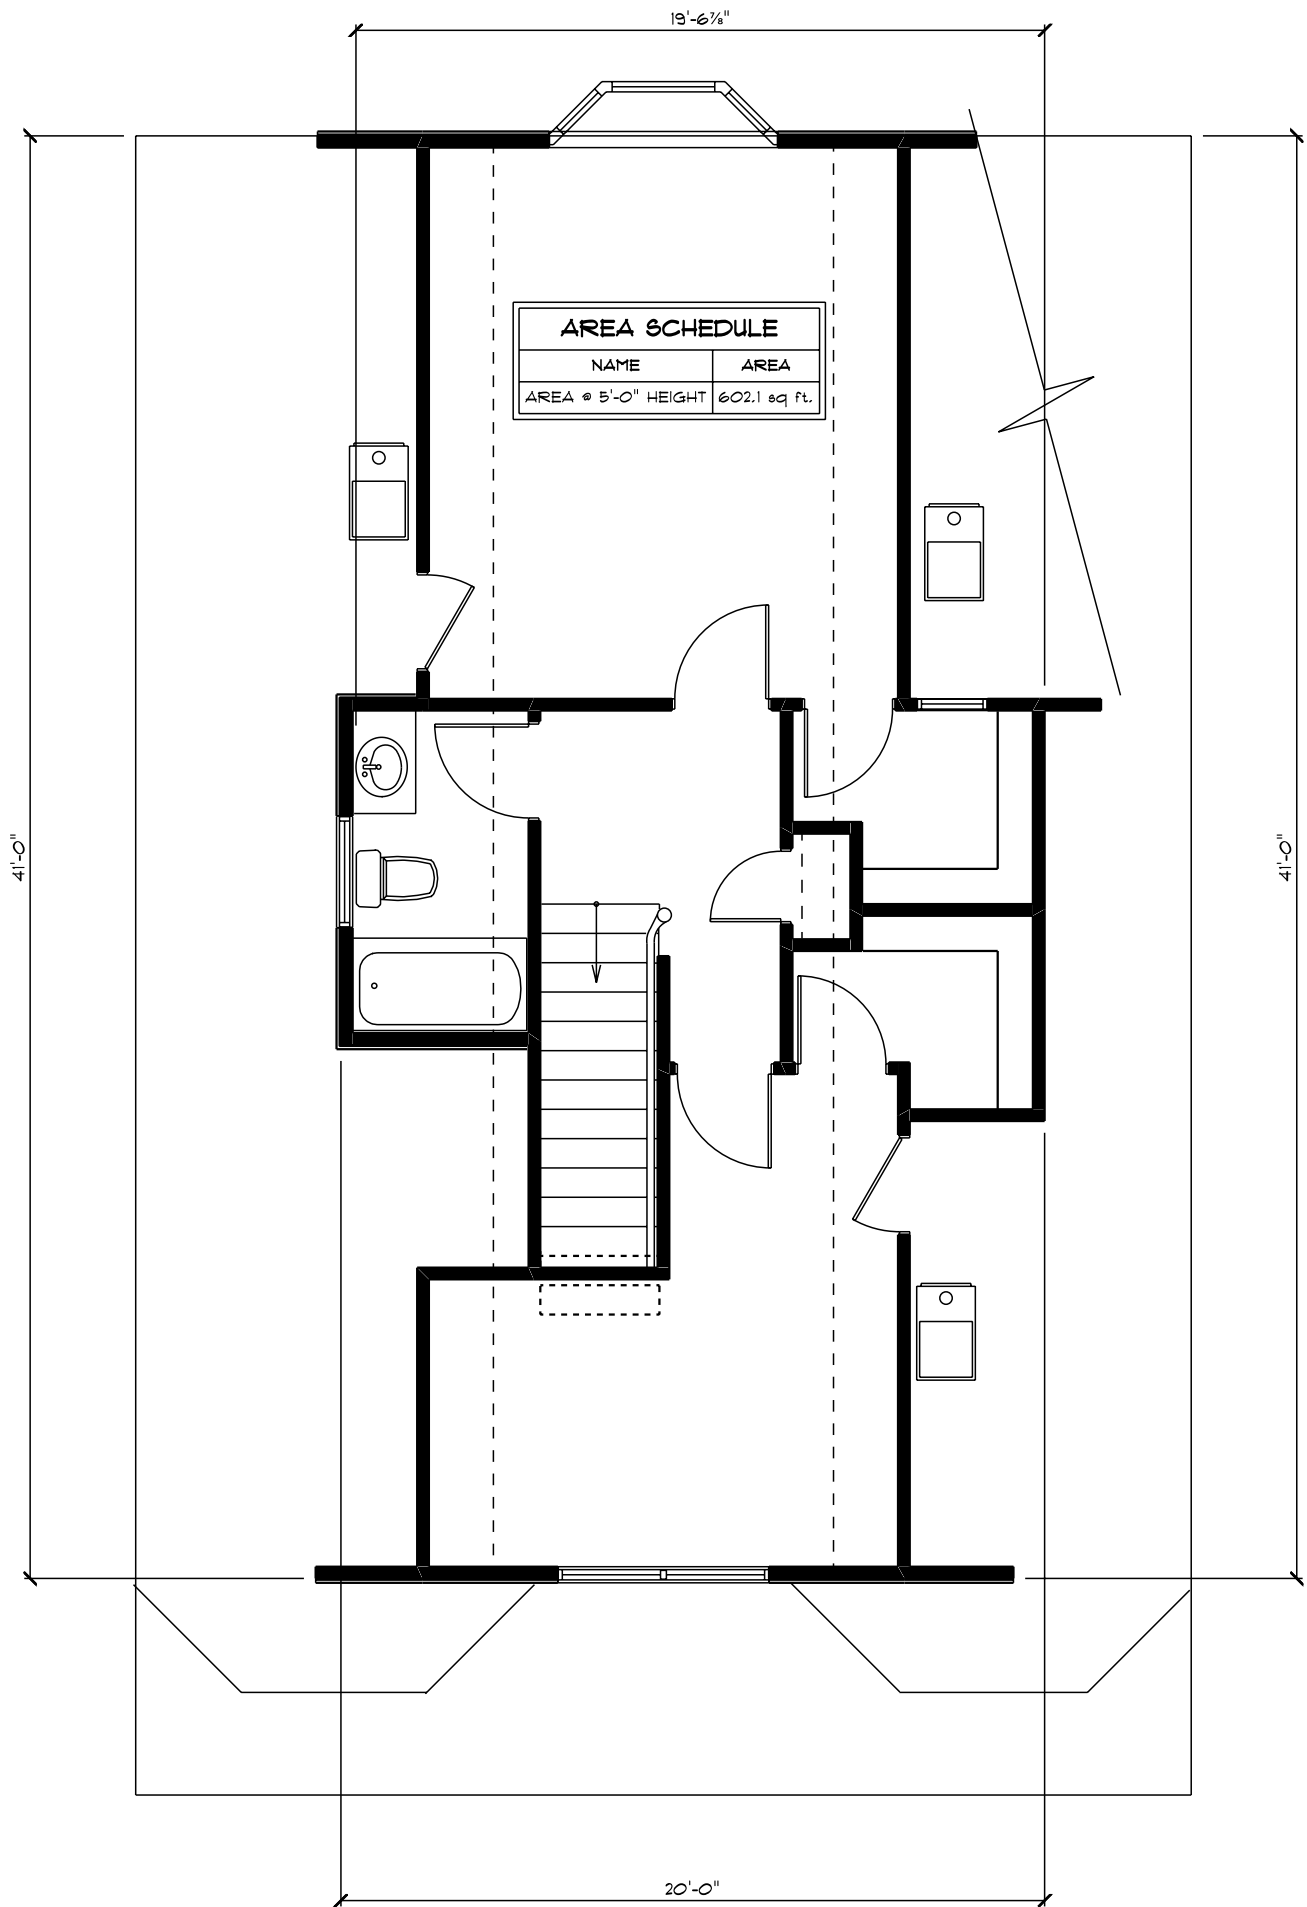 19'-6⅞"
AREA SCHEDULE
NAME AREA
AREA @ 5'-0" HEIGHT 602.1 sq ft.
41'-0"
41'-0"
20'-0"